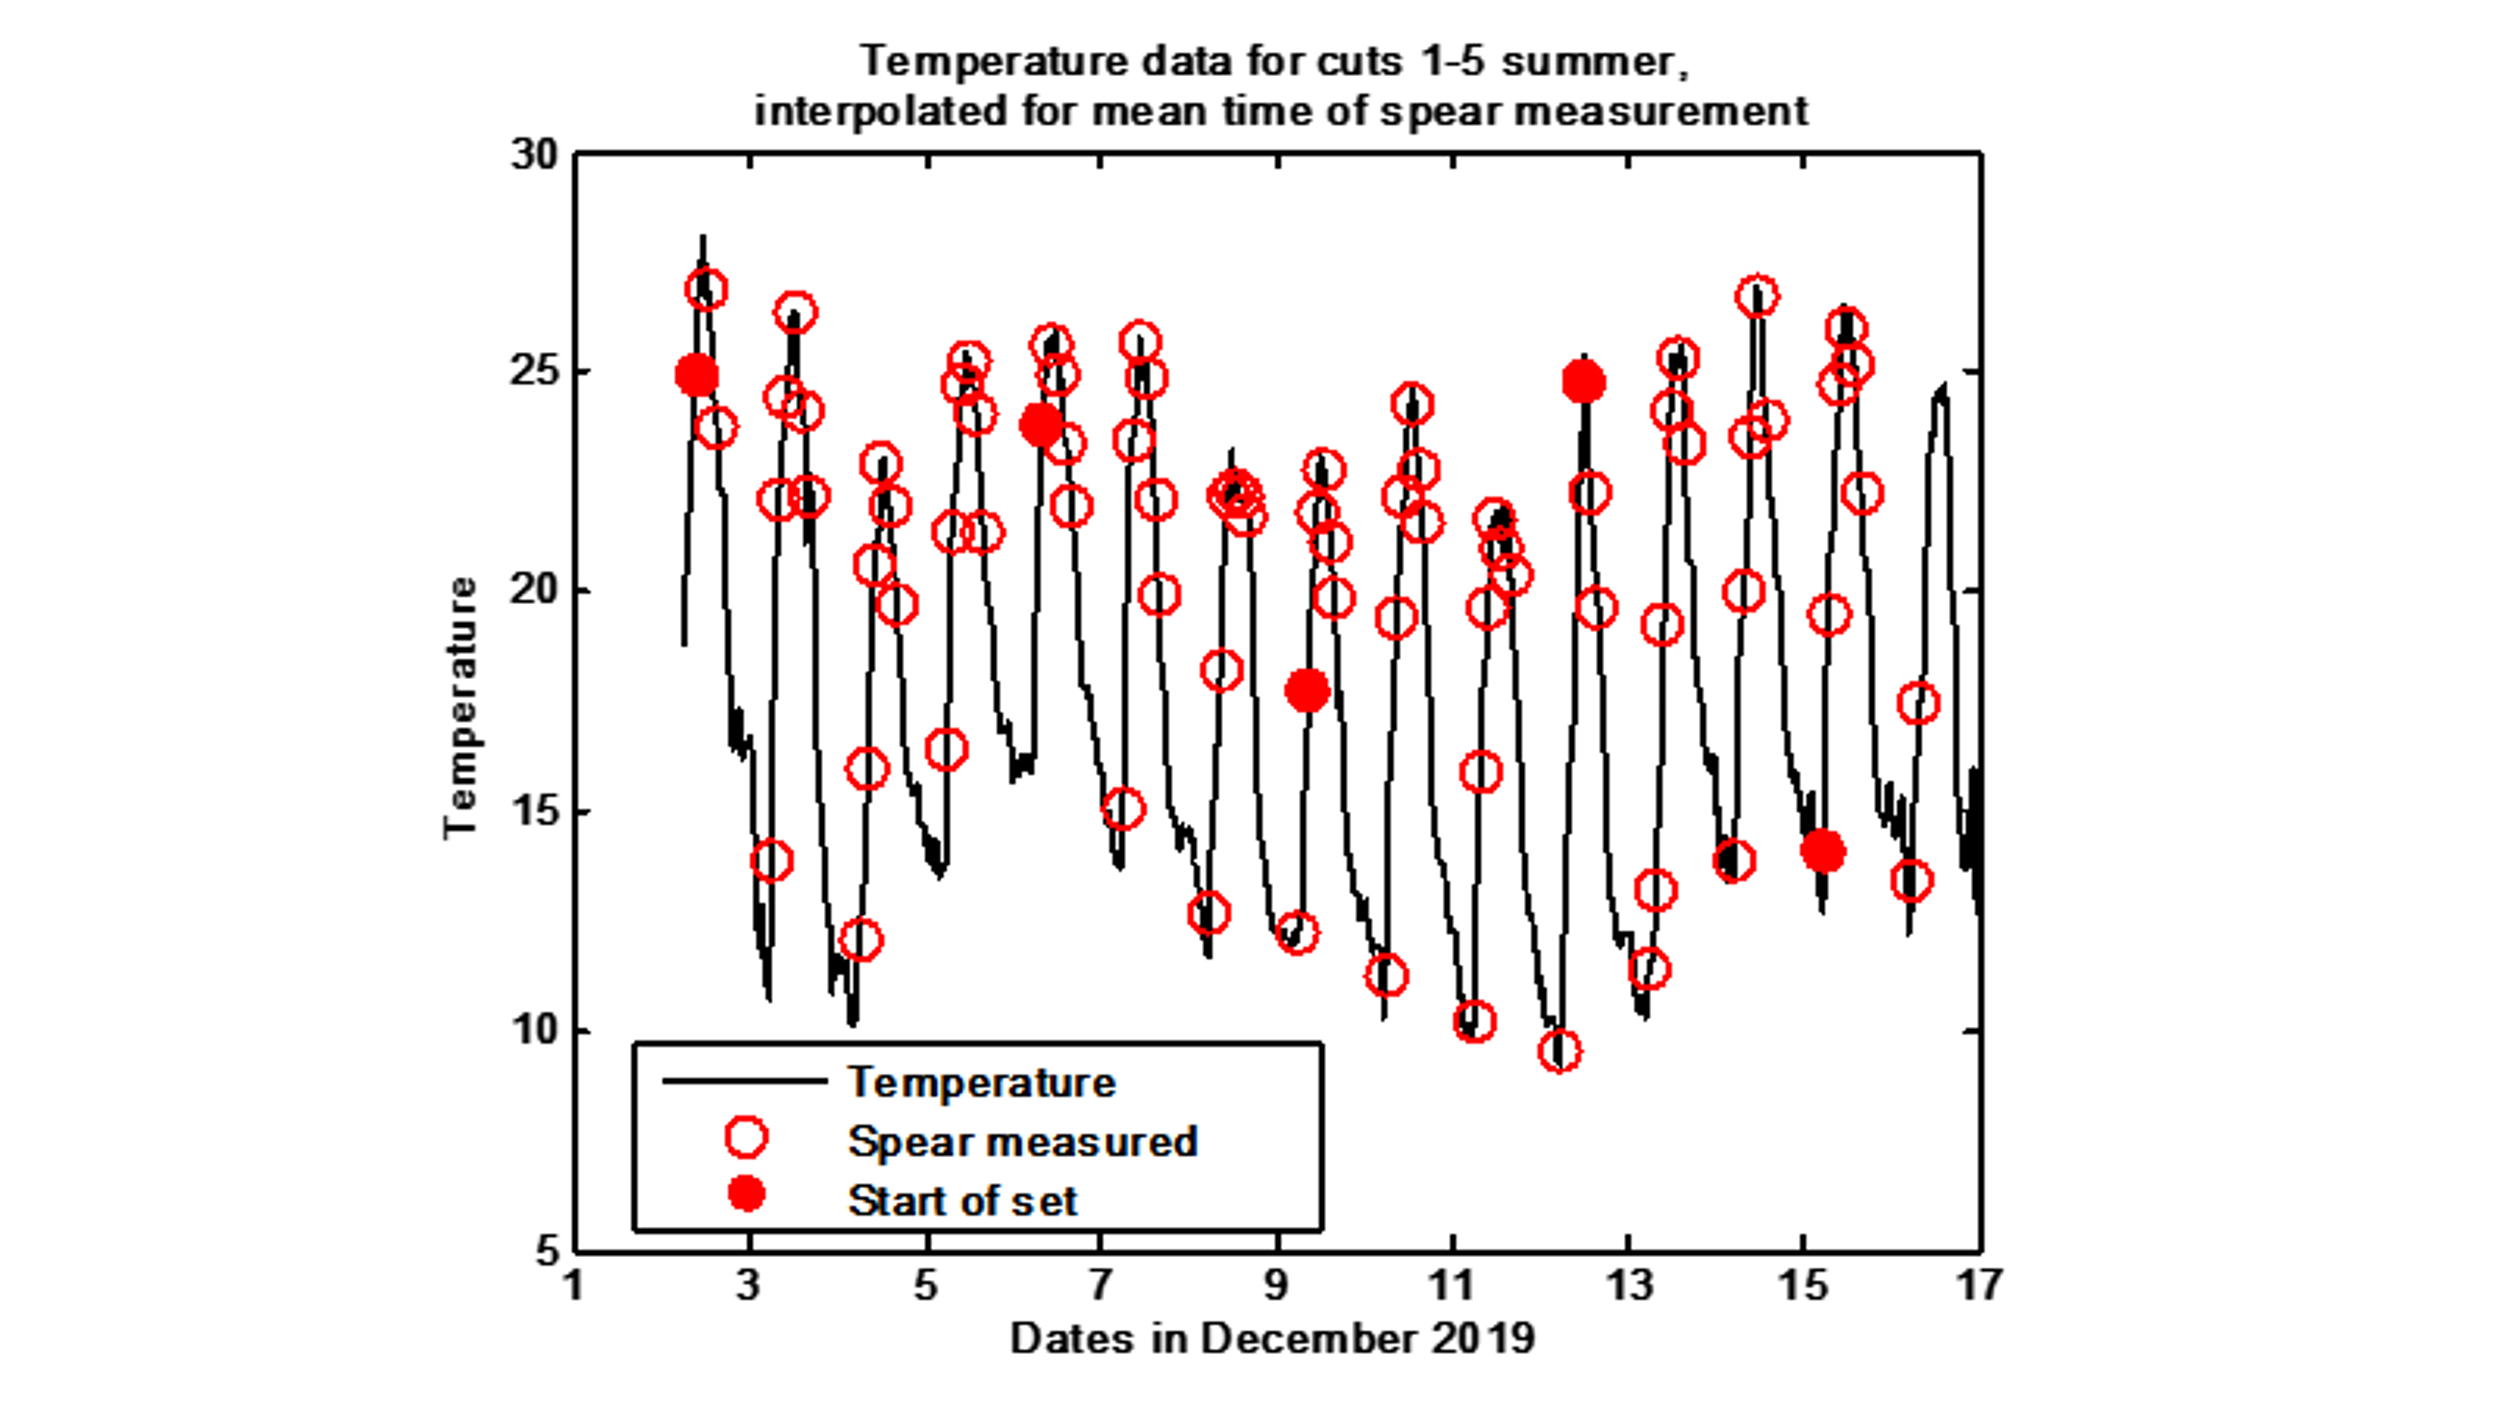 Temperature data for cuts 1-5 summer,
interpolated for mean time of spear measurement
30
25
20
15
10
5
Temperature
Temperature
Spear measured
Start of set
1 3 5 7 9 11 13 15 17
Dates in December 2019